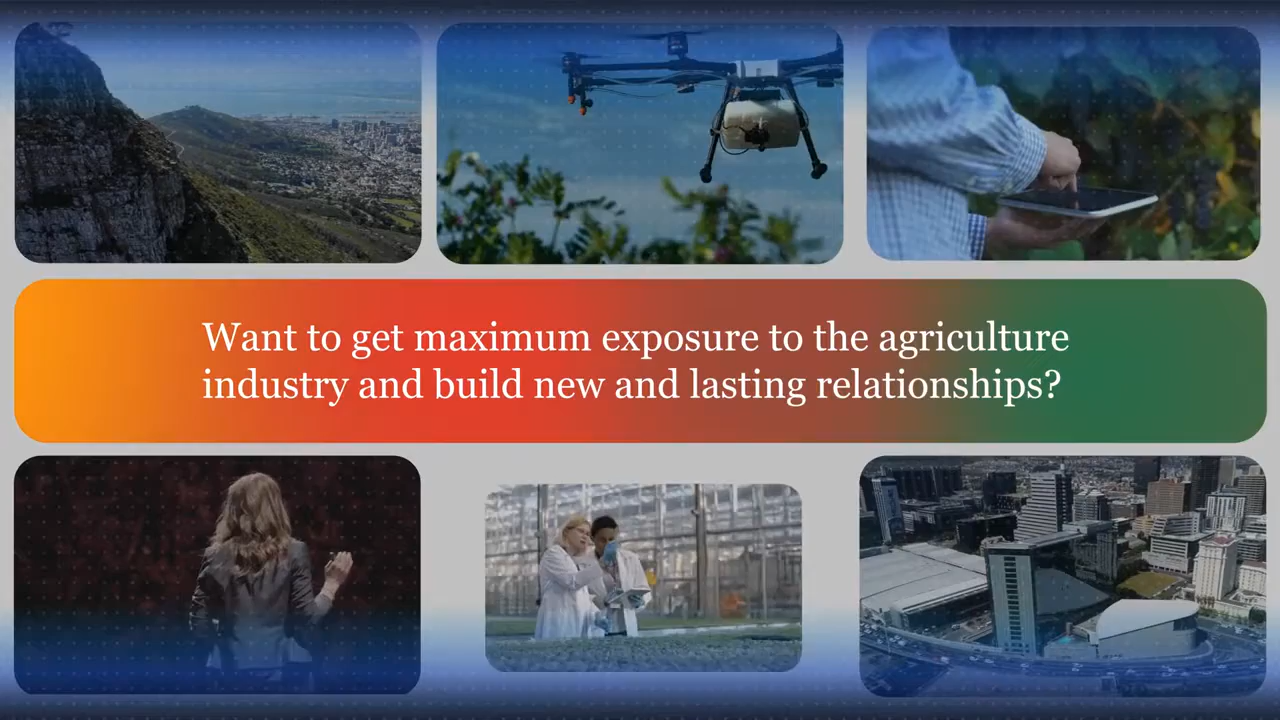 Want to get maximum exposure to the agriculture
industry and build new and lasting relationships?